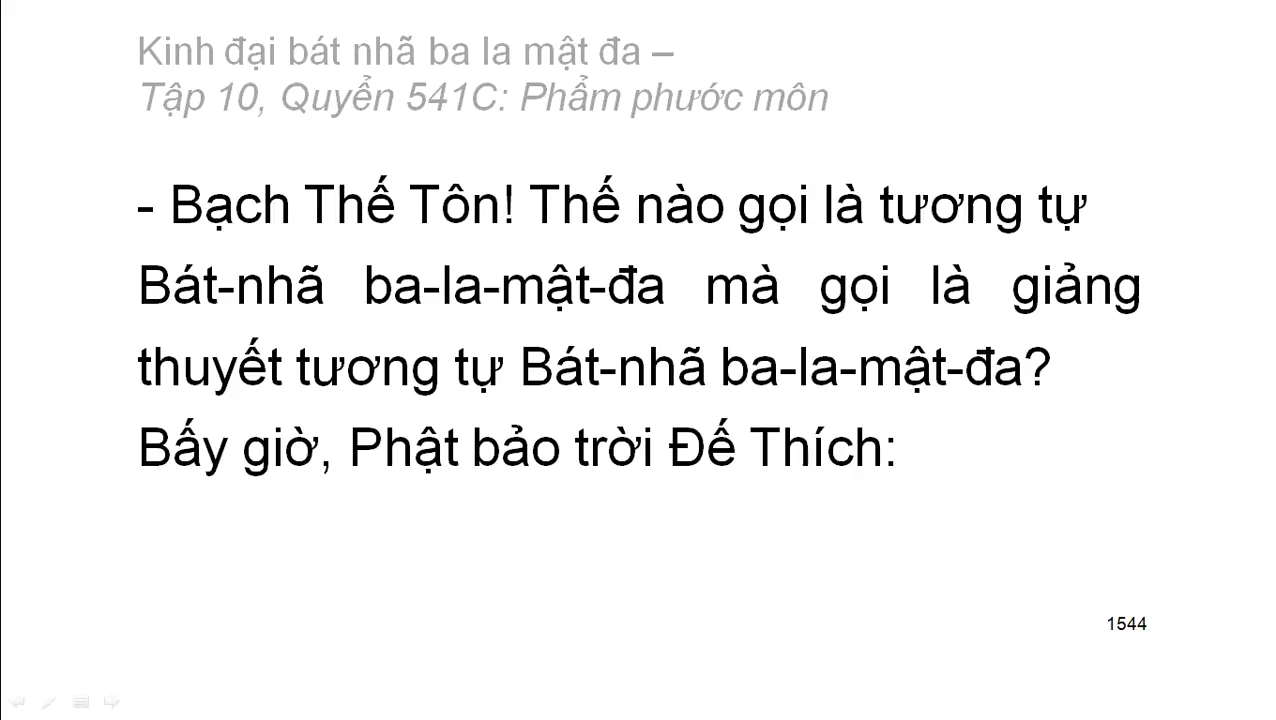 Kinh đại bát nhã ba la mật đa –
Tập 10, Quyển 541C: Phẩm phước môn
- Bạch Thế Tôn! Thế nào gọi là tương tự
Bát-nhã ba-la-mật-đa mà gọi là giảng
thuyết tương tự Bát-nhã ba-la-mật-đa?
Bấy giờ, Phật bảo trời Đế Thích:
1544